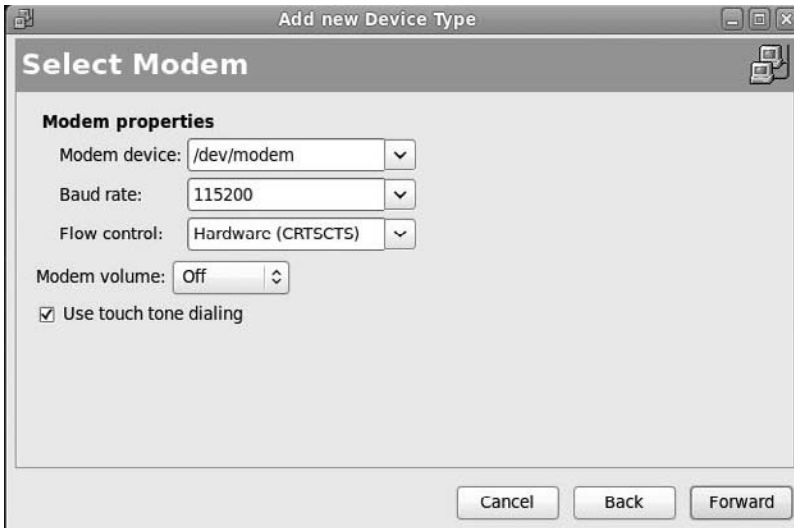 Add new Device Type
Select Modem
Modem properties
Modem device: /dev/modem
Baud rate: 115200
Flow control: Hardware (CRTSCTS)
Modem volume: Off
Use touch tone dialing
Cancel Back Forward